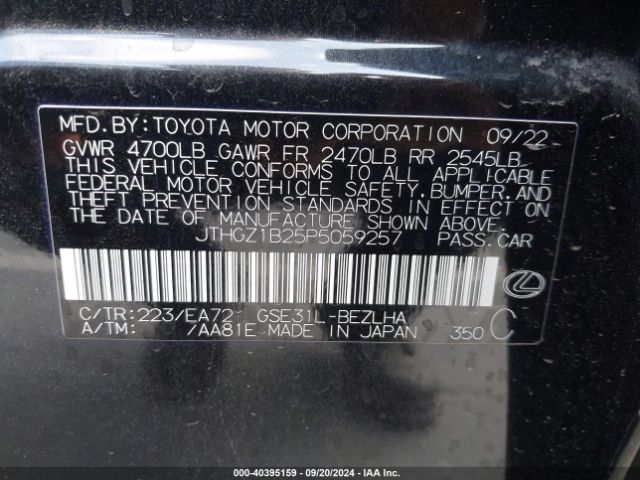 MFD.BY:TOYOTA MOTOR CORPORATION 09/22
GVWR 4700LB GAWR FR 2470LB RR 2545LB
THIS VEHICLE CONFORMS TO ALL APPLICABLE
FEDERAL MOTOR VEHICLE SAFETY,BUMPER,AND
THEFT PREVENTION STANDARDS IN EFFECT ON
THE DATE OF MANUFACTURE SHOWN ABOVE.
JTHGZ1B25P5059257 PASS.CAR
C/TR:223/EA72 GSE31L-BEZLHA
A/TM: /AA81E MADE IN JAPAN 350 C
000-40395159 - 09/20/2024 - IAA Inc.